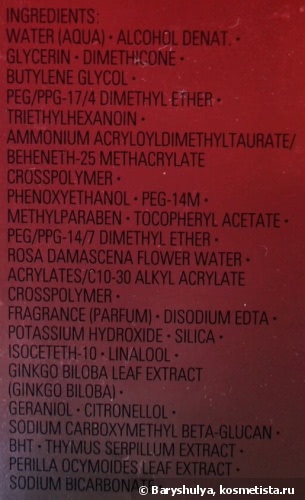 INGREDIENTS:
WATER (AQUA) • ALCOHOL DENAT. •
GLYCERIN • DIMETHICONE •
BUTYLENE GLYCOL •
PEG/PPG-17/4 DIMETHYL ETHER •
TRIETHYLHEXANOIN •
AMMONIUM ACRYLOYLDIMETHYLTAURATE/
BEHENETH-25 METHACRYLATE
CROSSPOLYMER •
PHENOXYETHANOL • PEG-14M •
METHYLPARABEN • TOCOPHERYL ACETATE •
PEG/PPG-14/7 DIMETHYL ETHER •
ROSA DAMASCENA FLOWER WATER •
ACRYLATES/C10-30 ALKYL ACRYLATE
CROSSPOLYMER •
FRAGRANCE (PARFUM) • DISODIUM EDTA •
POTASSIUM HYDROXIDE • SILICA •
ISOCETETH-10 • LINALOOL •
GINKGO BILOBA LEAF EXTRACT
(GINKGO BILOBA) •
GERANIOL • CITRONELLOL •
SODIUM CARBOXYMETHYL BETA-GLUCAN •
BHT • THYMUS SERPILLUM EXTRACT •
PERILLA OCYMOIDES LEAF EXTRACT •
SODIUM BICARBONATE •
© Baryshulya, kosmetista.ru